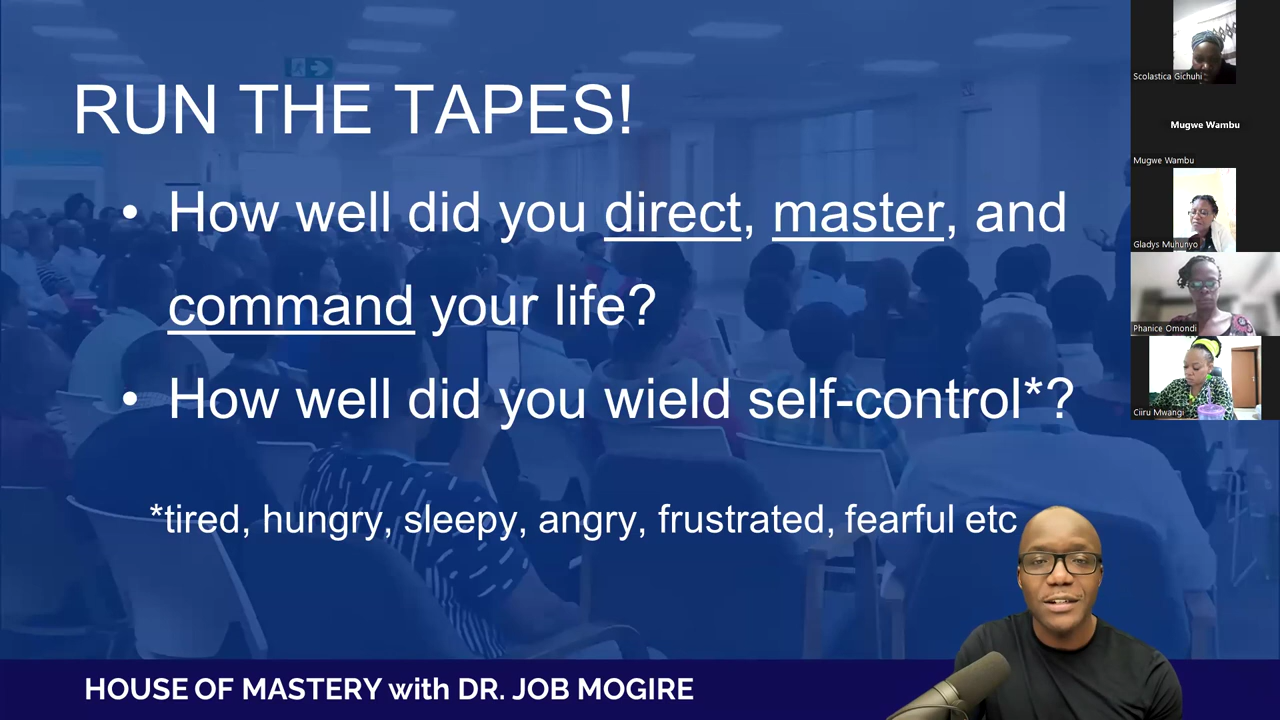 RUN THE TAPES!
• How well did you direct, master, and
command your life?
• How well did you wield self-control*?
*tired, hungry, sleepy, angry, frustrated, fearful etc
HOUSE OF MASTERY with DR. JOB MOGIRE
Scolastica Gichuhi
Mugwe Wambu
Mugwe Wambu
Gladys Muhunyo
Phanice Omondi
Ciiru Mwangi